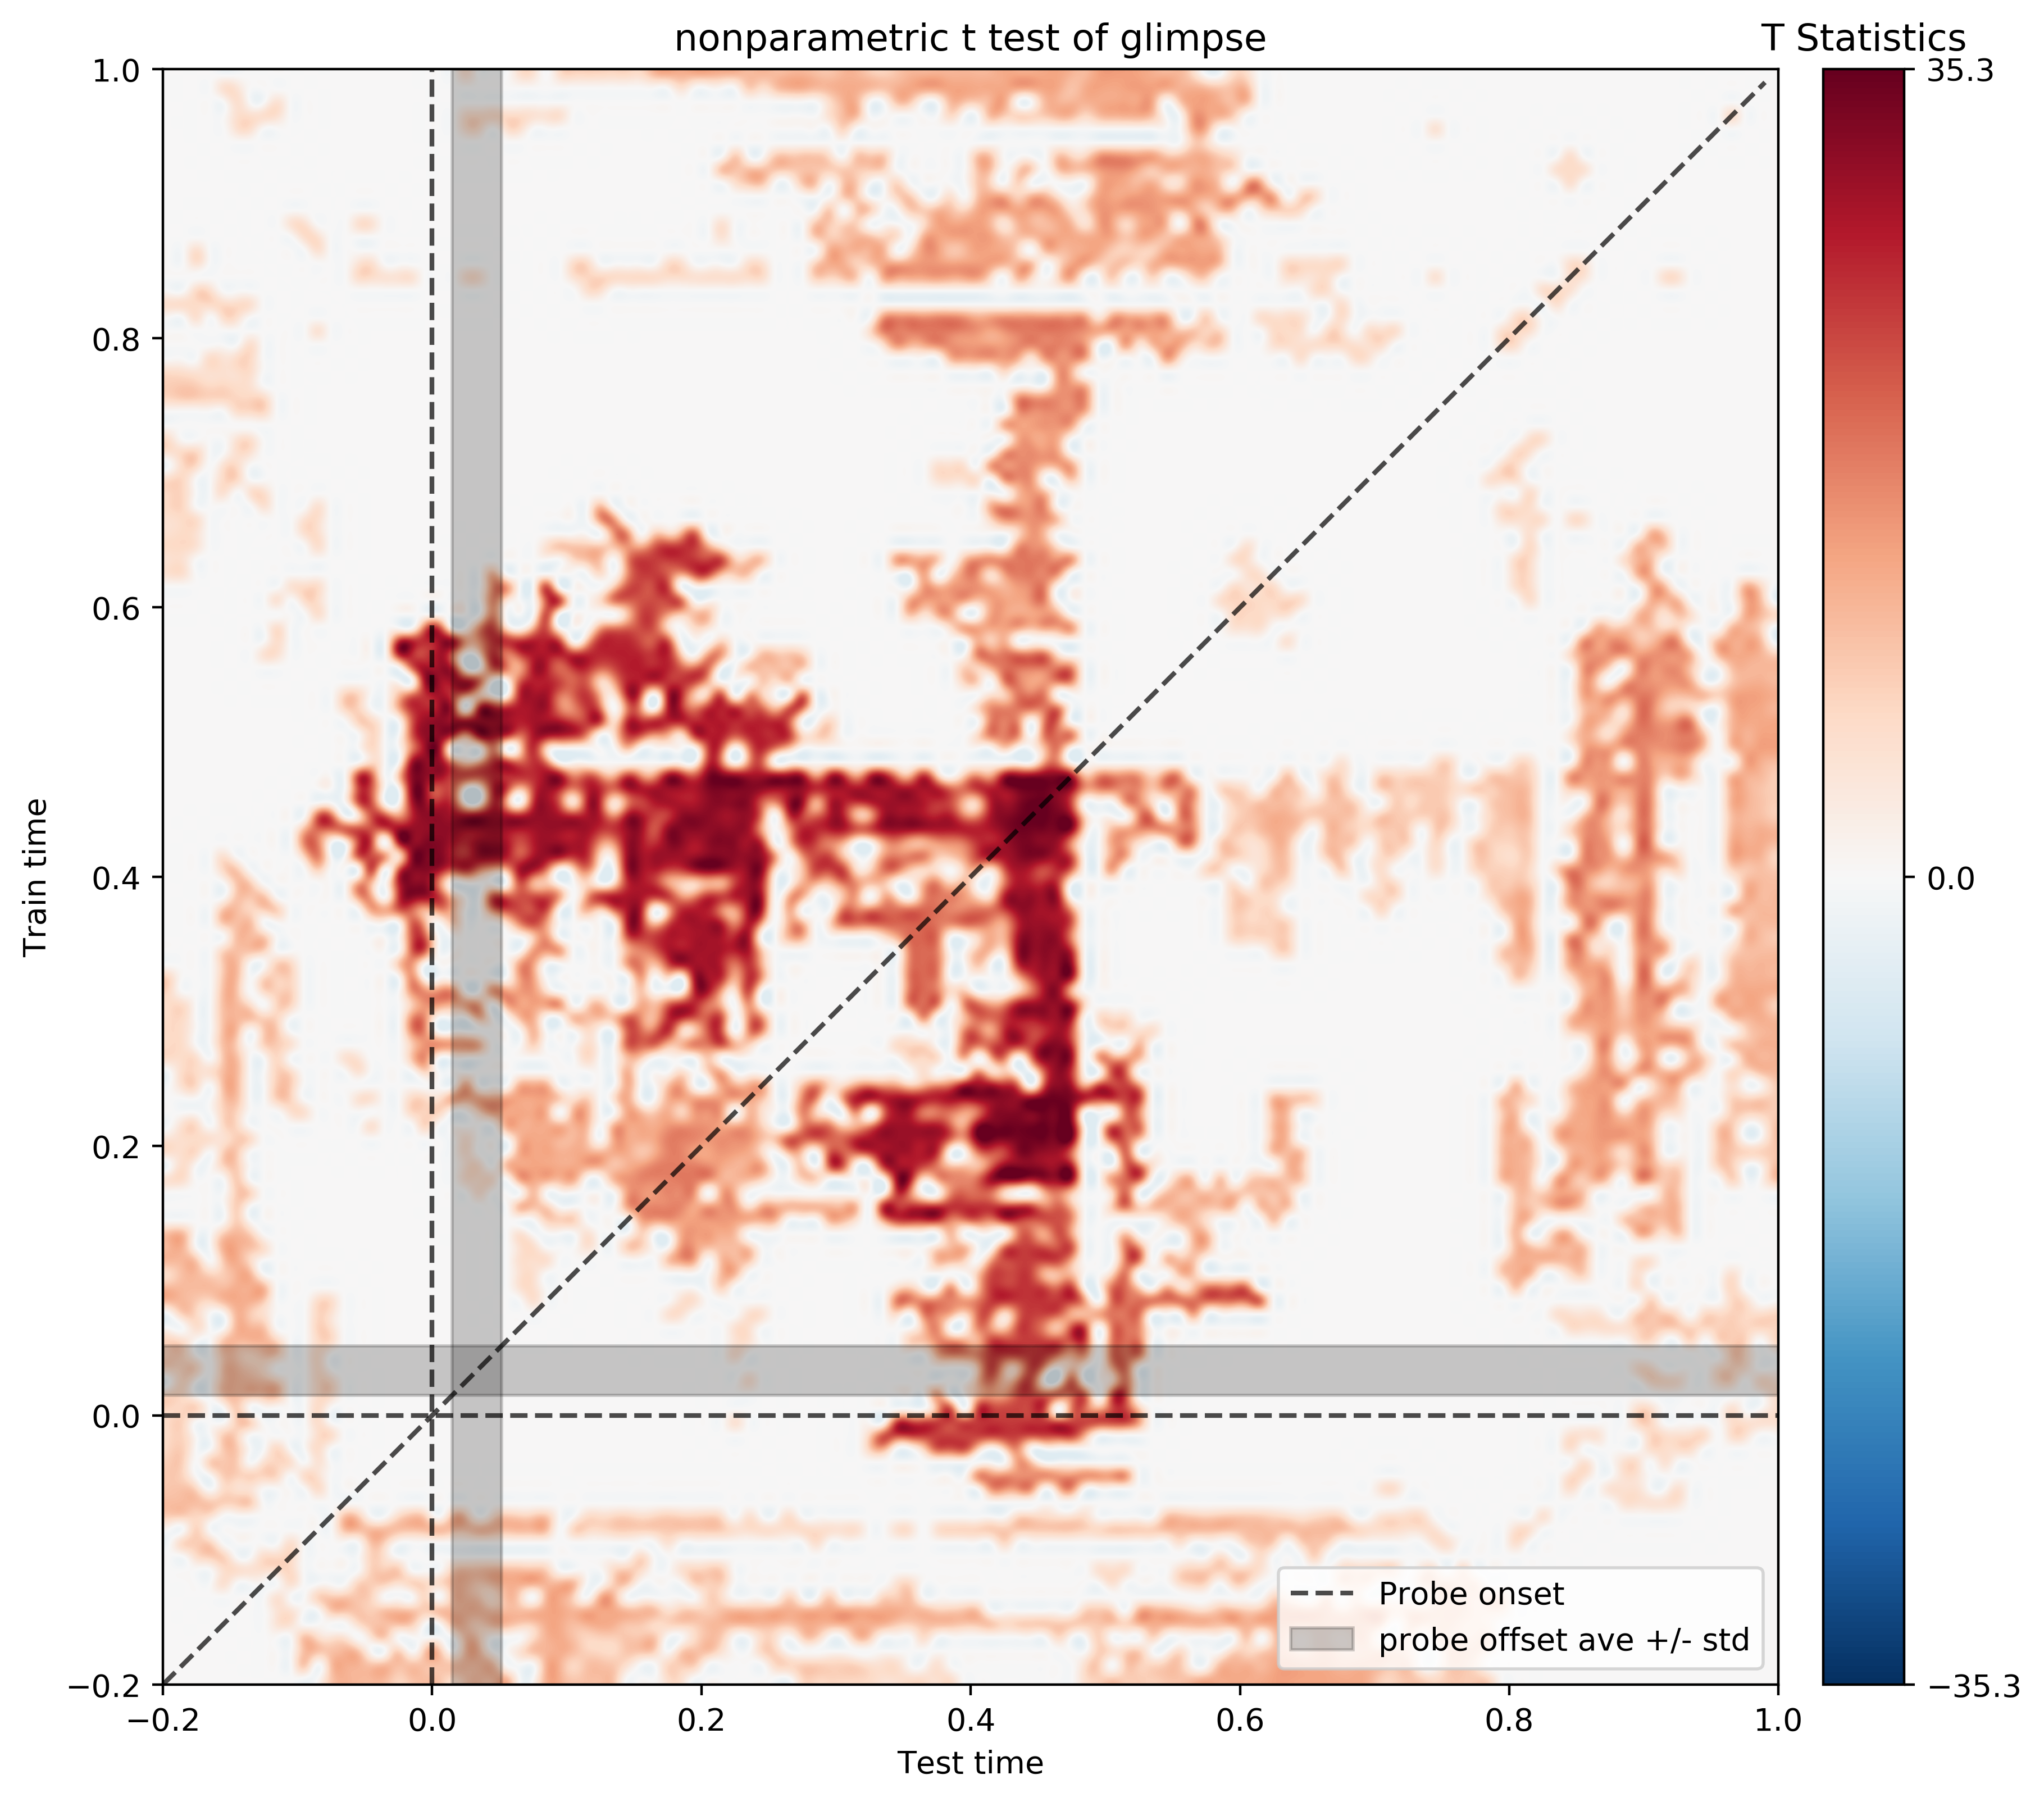 nonparametric t test of glimpse
T Statistics
1.0
0.8
0.6
0.4
0.2
0.0
−0.2
Train time
−0.2
0.0
0.2
0.4
0.6
0.8
1.0
Test time
Probe onset
probe offset ave +/- std
35.3
0.0
−35.3